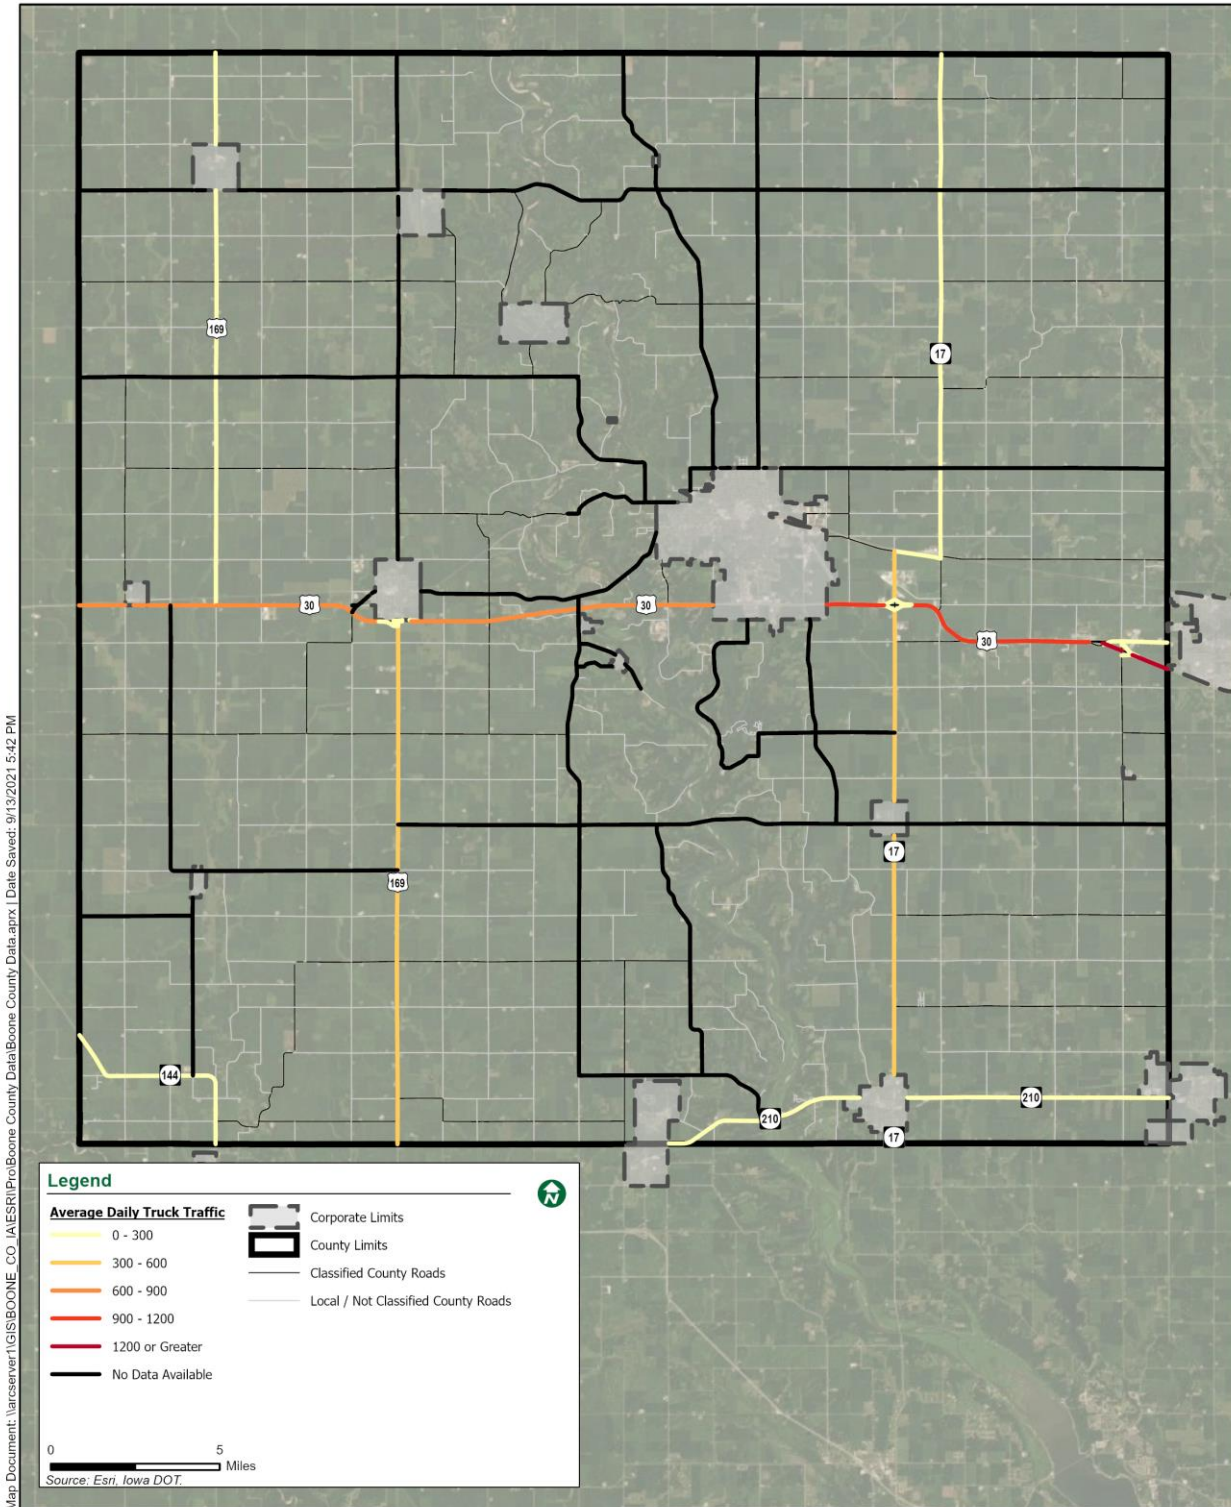 169
17
30
30
30
17
169
144
210
210
17
Legend
N
Average Daily Truck Traffic
0 - 300
300 - 600
600 - 900
900 - 1200
1200 or Greater
No Data Available
Corporate Limits
County Limits
Classified County Roads
Local / Not Classified County Roads
0 5
Miles
Source: Esri, Iowa DOT.
Map Document: \\arcserver1\GIS\BOONE_CO_IA\ESRI\Pro\Boone County Data\Boone County Data.aprx | Date Saved: 9/13/2021 5:42 PM